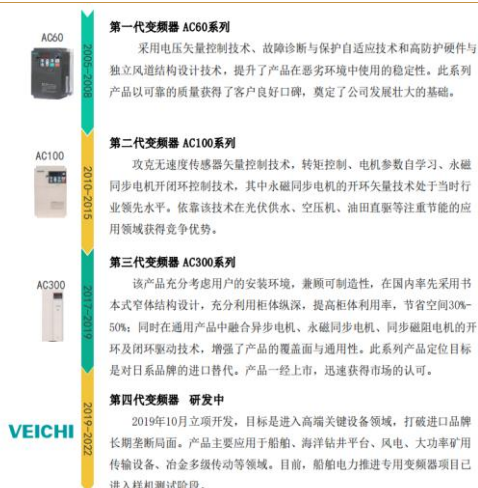 第一代变频器 AC60系列
AC60
2005-2008
采用电压矢量控制技术、故障诊断与保护自适应技术和高防护硬件与
独立风道结构设计技术，提升了产品在恶劣环境中使用的稳定性。此系列
产品以可靠的质量获得了客户良好口碑，奠定了公司发展壮大的基础。
第二代变频器 AC100系列
AC100
2010-2015
攻克无速度传感器矢量控制技术，转矩控制、电机参数自学习、永磁
同步电机开闭环控制技术，其中永磁同步电机的开环矢量技术处于当时行
业领先水平。依靠该技术在光伏供水、空压机、油田直驱等注重节能的应
用领域获得竞争优势。
第三代变频器 AC300系列
AC300
2017-2019
该产品充分考虑用户的安装环境，兼顾可制造性，在国内率先采用书
本式窄体结构设计，充分利用柜体纵深，提高柜体利用率，节省空间30%-
50%；同时在通用产品中融合异步电机、永磁同步电机、同步磁阻电机的开
环及闭环驱动技术，增强了产品的覆盖面与通用性。此系列产品定位目标
是对日系品牌的进口替代。产品一经上市，迅速获得市场的认可。
第四代变频器 研发中
VEICHI
2019-2022
2019年10月立项开发，目标是进入高端关键设备领域，打破进口品牌
长期垄断局面。产品主要应用于船舶、海洋钻井平台、风电、大功率矿用
传输设备、冶金多级传动等领域。目前，船舶电力推进专用变频器项目已
进入样机测试阶段。